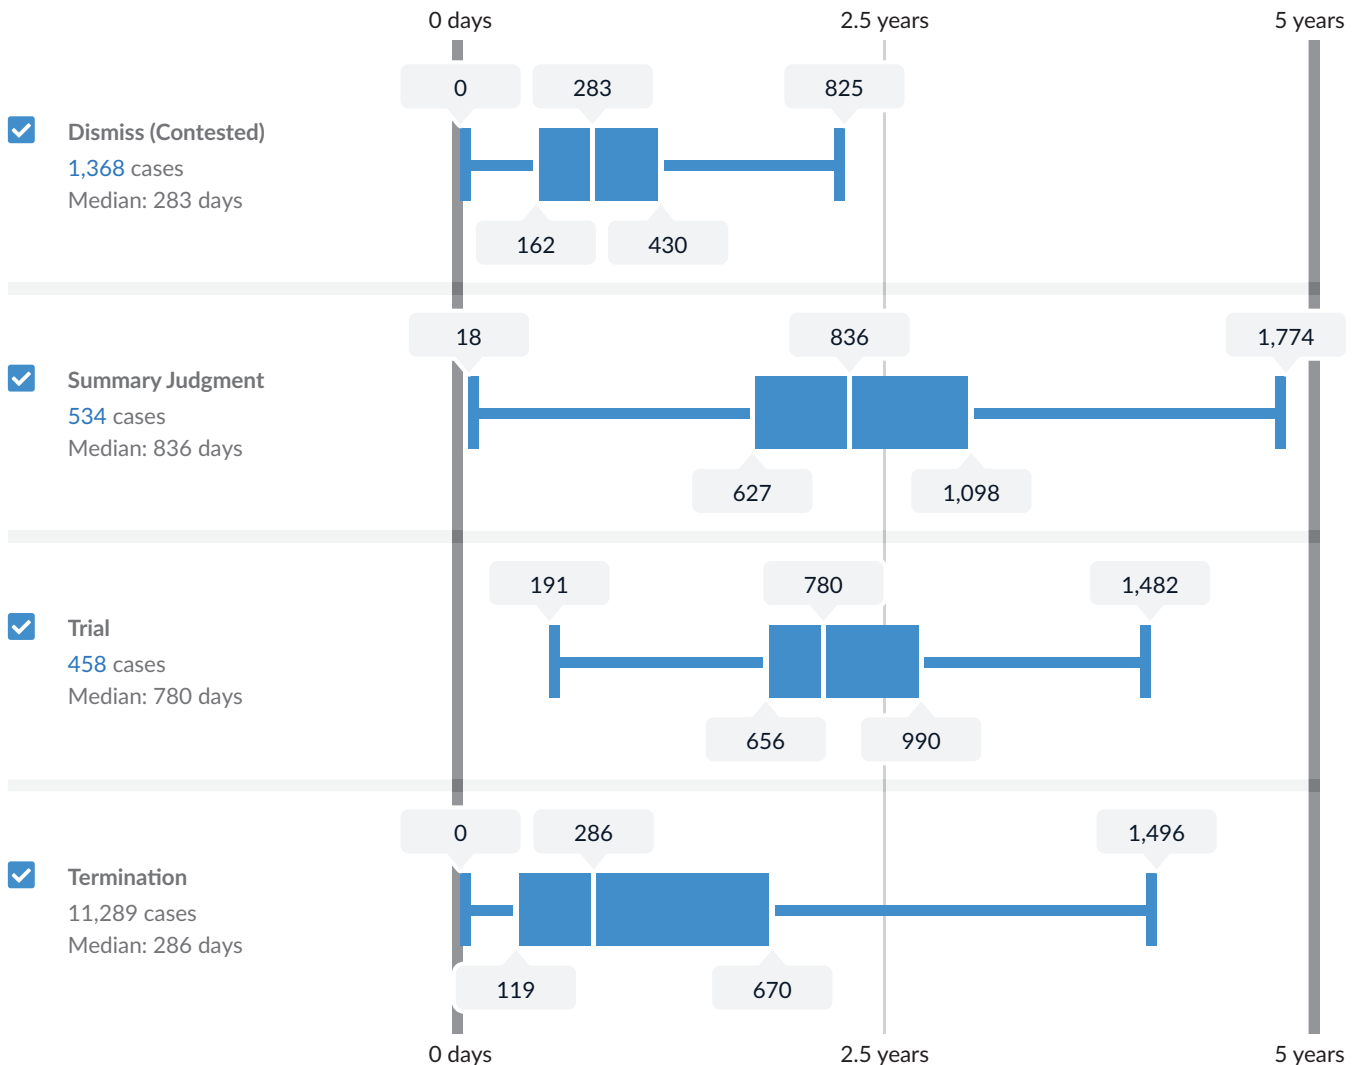 0 days 2.5 years 5 years
0 283 825
Dismiss (Contested)
1,368 cases
Median: 283 days
162 430
18 836 1,774
Summary Judgment
534 cases
Median: 836 days
627 1,098
191 780 1,482
Trial
458 cases
Median: 780 days
656 990
0 286 1,496
Termination
11,289 cases
Median: 286 days
119 670
0 days 2.5 years 5 years